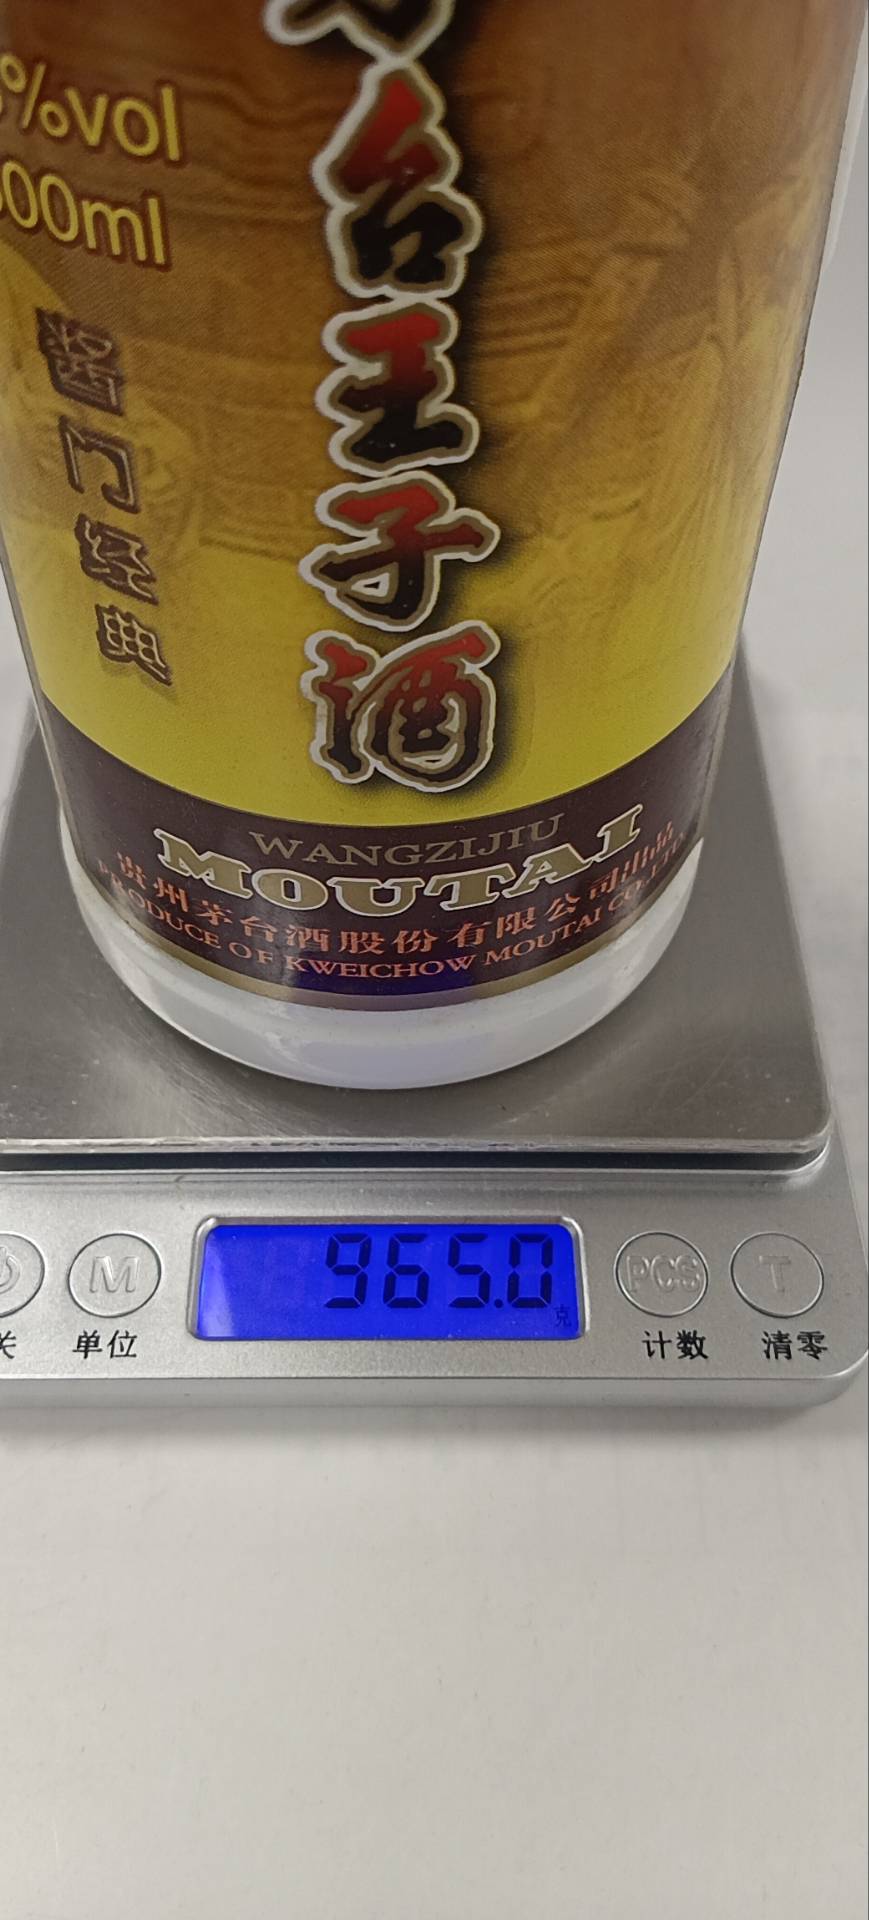 %vol
00ml
台王子酒
酱门经典
WANGZIJIU
MOUTAI
贵州茅台酒股份有限公司出品
PRODUCE OF KWEICHOW MOUTAI CO.,LTD
965.0
克
M
PCS
T
关
单位
计数
清零